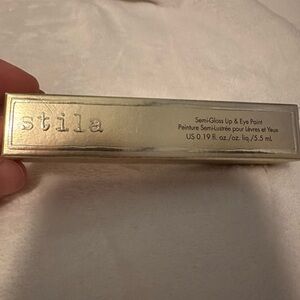 stila
Semi-Gloss Lip & Eye Paint
Peinture Semi-Lustrée pour Lèvres et Yeux
US 0.19 fl. oz./oz. liq./5.5 mL